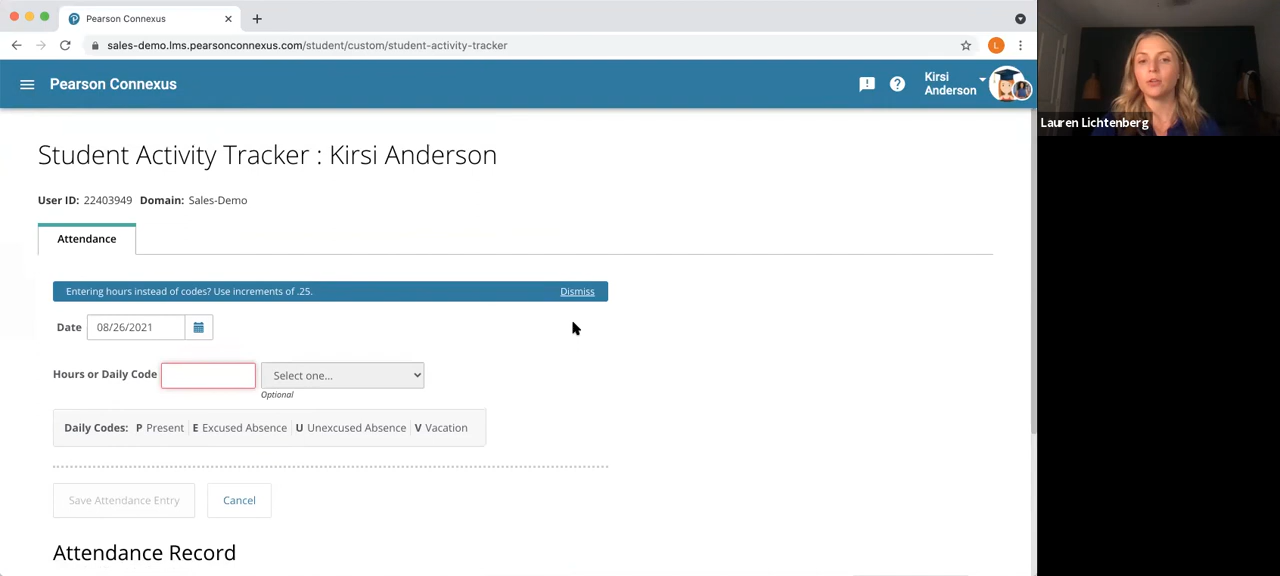 Pearson Connexus
sales-demo.lms.pearsonconnexus.com/student/custom/student-activity-tracker
L
Pearson Connexus
Kirsi
Anderson
Lauren Lichtenberg
Student Activity Tracker : Kirsi Anderson
User ID: 22403949 Domain: Sales-Demo
Attendance
Entering hours instead of codes? Use increments of .25. Dismiss
Date 08/26/2021
Hours or Daily Code Select one...
Optional
Daily Codes: P Present E Excused Absence U Unexcused Absence V Vacation
Save Attendance Entry Cancel
Attendance Record